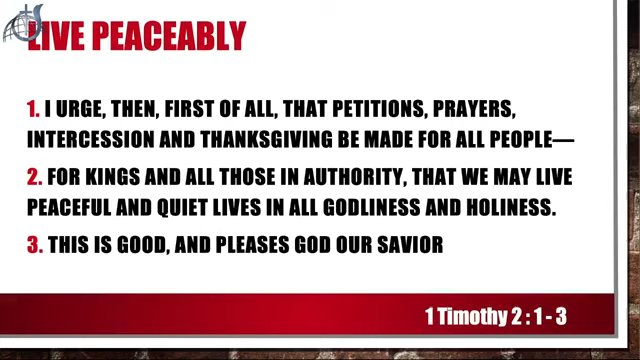 LIVE PEACEABLY
1. I URGE, THEN, FIRST OF ALL, THAT PETITIONS, PRAYERS,
INTERCESSION AND THANKSGIVING BE MADE FOR ALL PEOPLE—
2. FOR KINGS AND ALL THOSE IN AUTHORITY, THAT WE MAY LIVE
PEACEFUL AND QUIET LIVES IN ALL GODLINESS AND HOLINESS.
3. THIS IS GOOD, AND PLEASES GOD OUR SAVIOR
1 Timothy 2 : 1 - 3